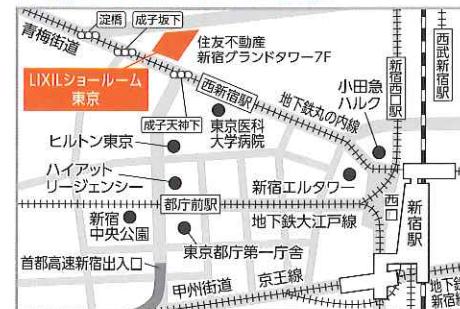 淀橋
成子坂下
青梅街道
住友不動産
新宿グランドタワー7F
LIXILショールーム
東京
成子天神下
西新宿駅
地下鉄丸の内線
新宿西口駅
西武新宿駅
小田急
ハルク
東京医科
大学病院
ヒルトン東京
ハイアット
リージェンシー
新宿エルタワー
都庁前駅
地下鉄大江戸線
西口
新宿駅
新宿
中央公園
東京都庁第一庁舎
首都高速新宿出入口
甲州街道
京王線
地下鉄
新宿線